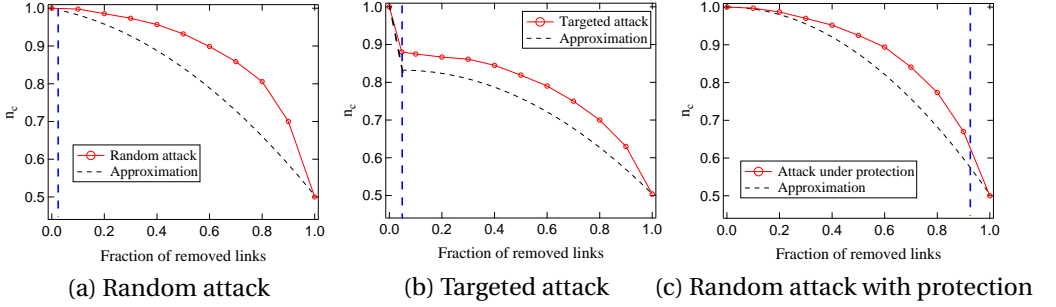 1.0
0.9
0.8
0.7
0.6
0.5
n_c
0.0 0.2 0.4 0.6 0.8 1.0
Fraction of removed links
Random attack
Approximation
(a) Random attack
1.0
0.9
0.8
0.7
0.6
0.5
n_c
0.0 0.2 0.4 0.6 0.8 1.0
Fraction of removed links
Targeted attack
Approximation
(b) Targeted attack
1.0
0.9
0.8
0.7
0.6
0.5
n_c
0.0 0.2 0.4 0.6 0.8 1.0
Fraction of removed links
Attack under protection
Approximation
(c) Random attack with protection